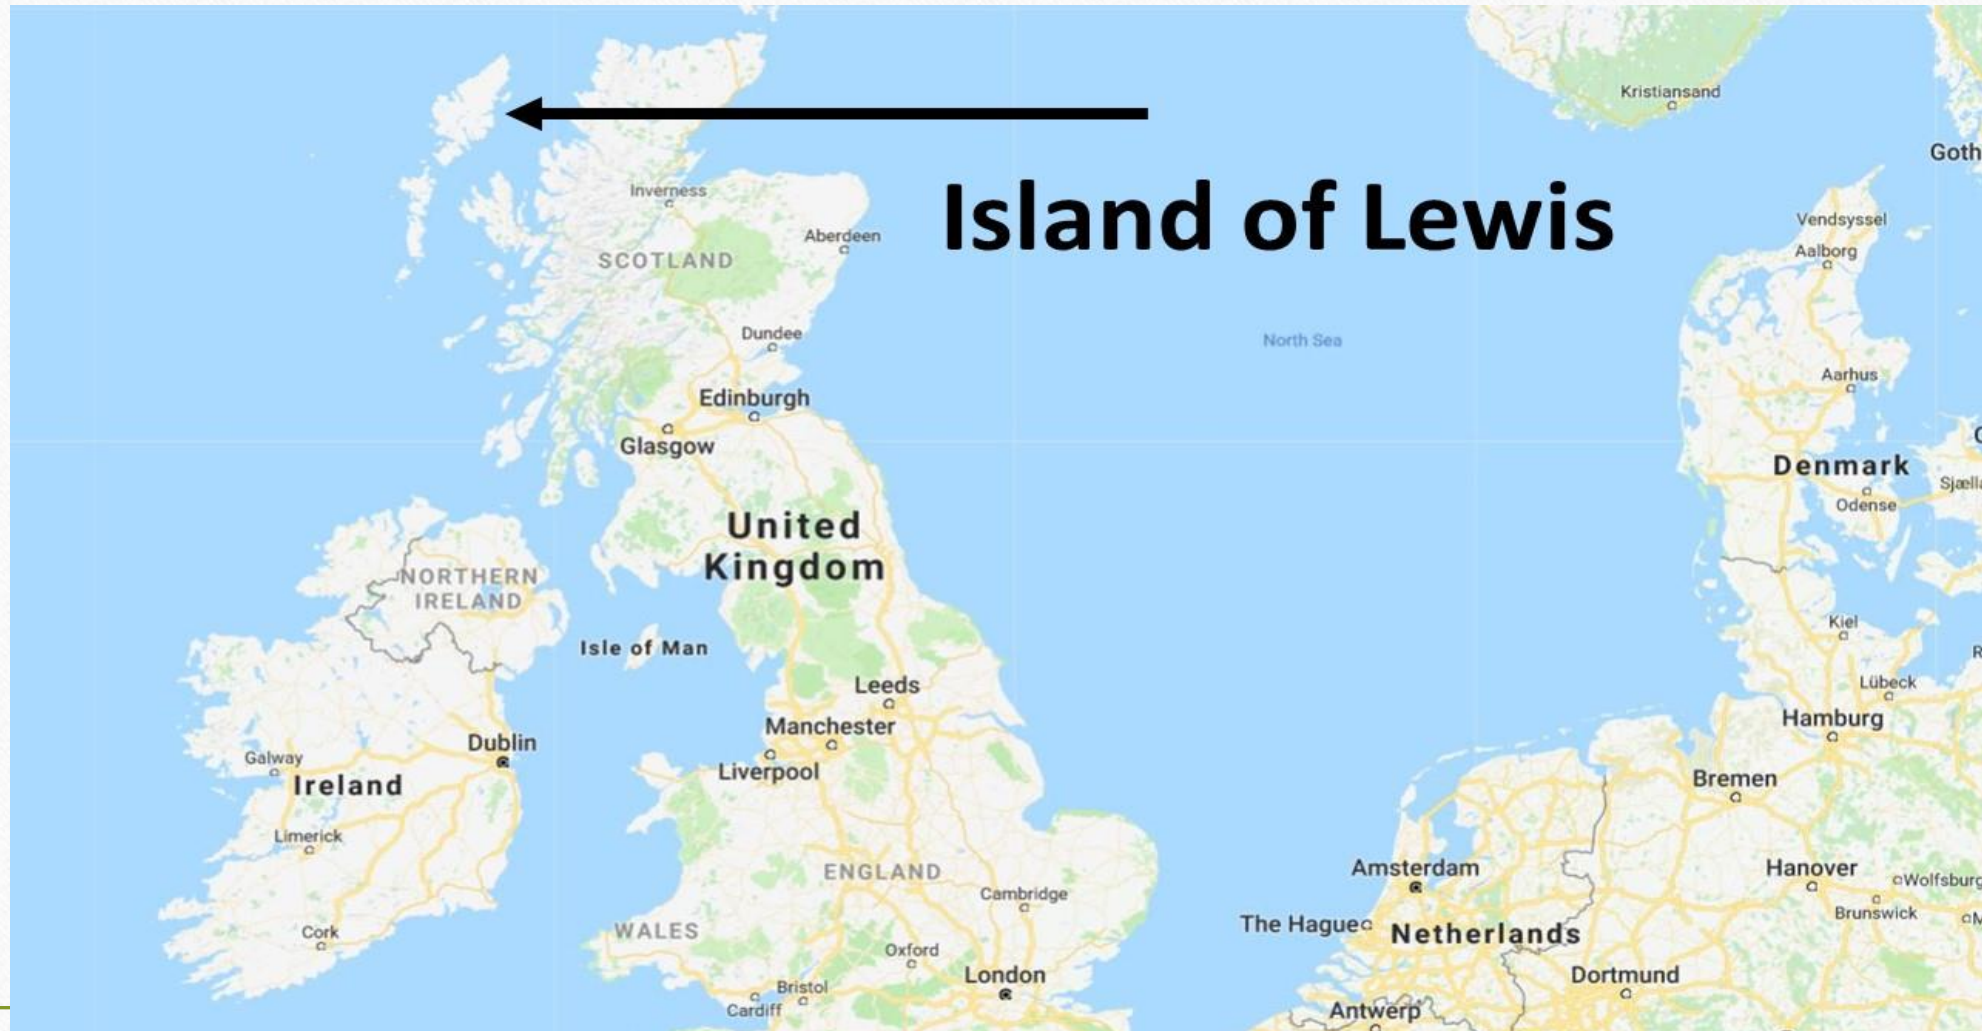 Kristiansand
Goth
Island of Lewis
Inverness
Aberdeen
SCOTLAND
Vendsyssel
Aalborg
Dundee
North Sea
Aarhus
Edinburgh
Glasgow
Denmark
Odense
Sjæll
United
Kingdom
NORTHERN
IRELAND
Isle of Man
Kiel
Lübeck
Leeds
Manchester
Liverpool
Hamburg
Dublin
Galway
Ireland
Bremen
Limerick
ENGLAND
Cambridge
Amsterdam
Hanover
Wolfsburg
Brunswick
The Hague
Netherlands
Cork
WALES
Oxford
London
Bristol
Cardiff
Dortmund
Antwerp